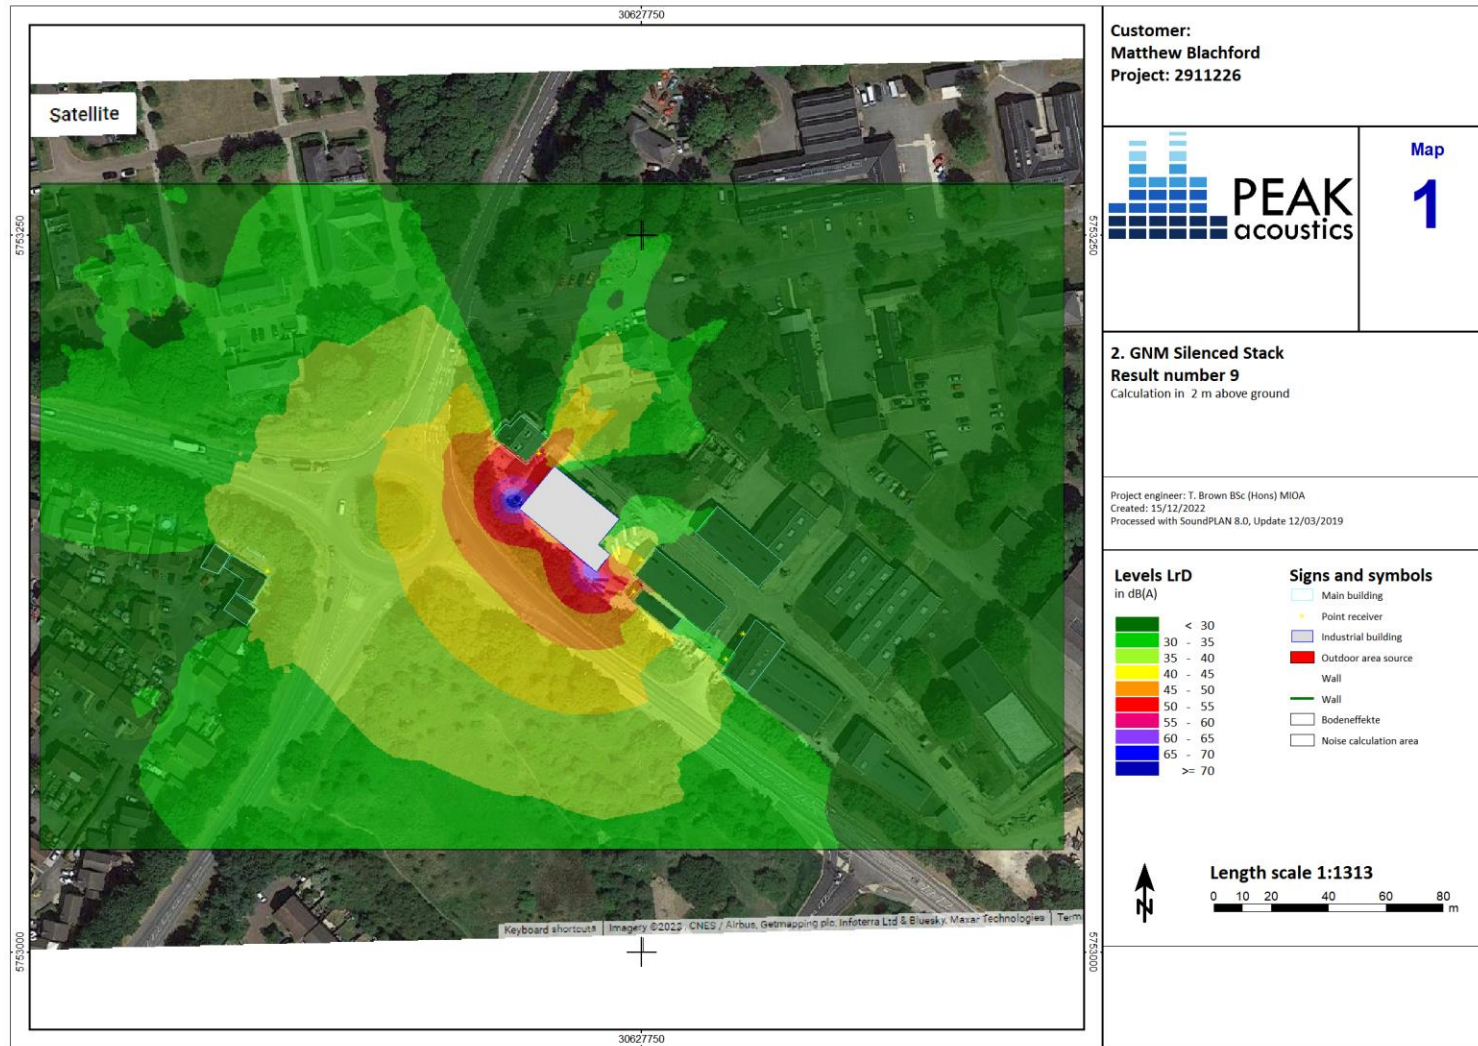 30627750
Satellite
5753250
5753250
5753000
5753000
Keyboard shortcuts
Imagery ©2023 , CNES / Airbus, Getmapping plc, Infoterra Ltd & Bluesky, Maxar Technologies
Term
30627750
Customer:
Matthew Blachford
Project: 2911226
PEAK
acoustics
Map
1
2. GNM Silenced Stack
Result number 9
Calculation in 2 m above ground
Project engineer: T. Brown BSc (Hons) MIOA
Created: 15/12/2022
Processed with SoundPLAN 8.0, Update 12/03/2019
Levels LrD
in dB(A)
< 30
30 - 35
35 - 40
40 - 45
45 - 50
50 - 55
55 - 60
60 - 65
65 - 70
>= 70
Signs and symbols
Main building
Point receiver
Industrial building
Outdoor area source
Wall
Wall
Bodeneffekte
Noise calculation area
N
Length scale 1:1313
0 10 20 40 60 80
m